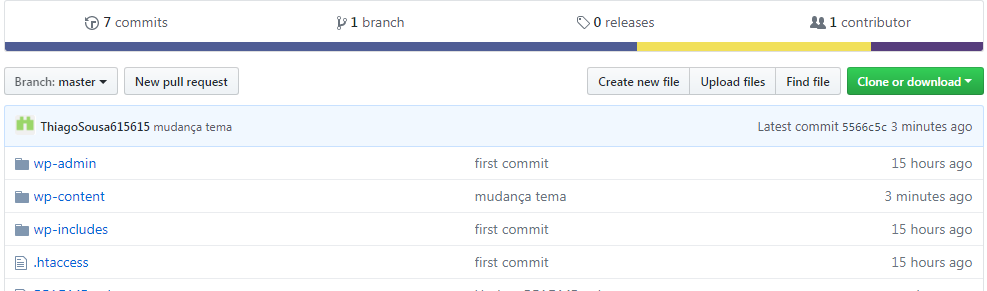 7 commits 1 branch 0 releases 1 contributor
Branch: master New pull request Create new file Upload files Find file Clone or download
ThiagoSousa615615 mudança tema Latest commit 5566c5c 3 minutes ago
wp-admin first commit 15 hours ago
wp-content mudança tema 3 minutes ago
wp-includes first commit 15 hours ago
.htaccess first commit 15 hours ago